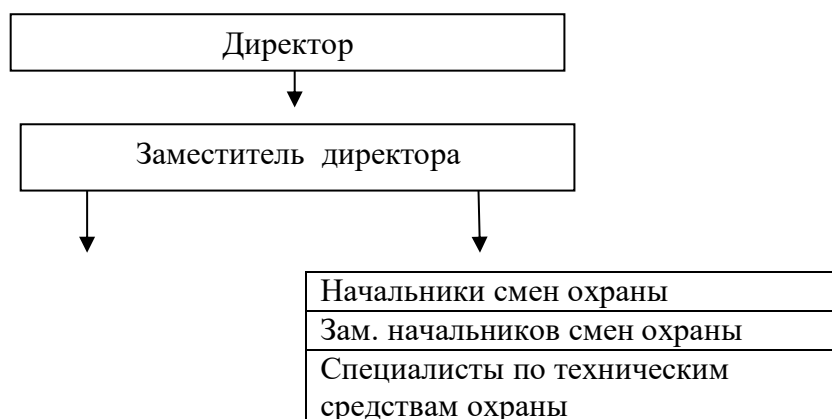 Директор
Заместитель директора
Начальники смен охраны
Зам. начальников смен охраны
Специалисты по техническим
средствам охраны